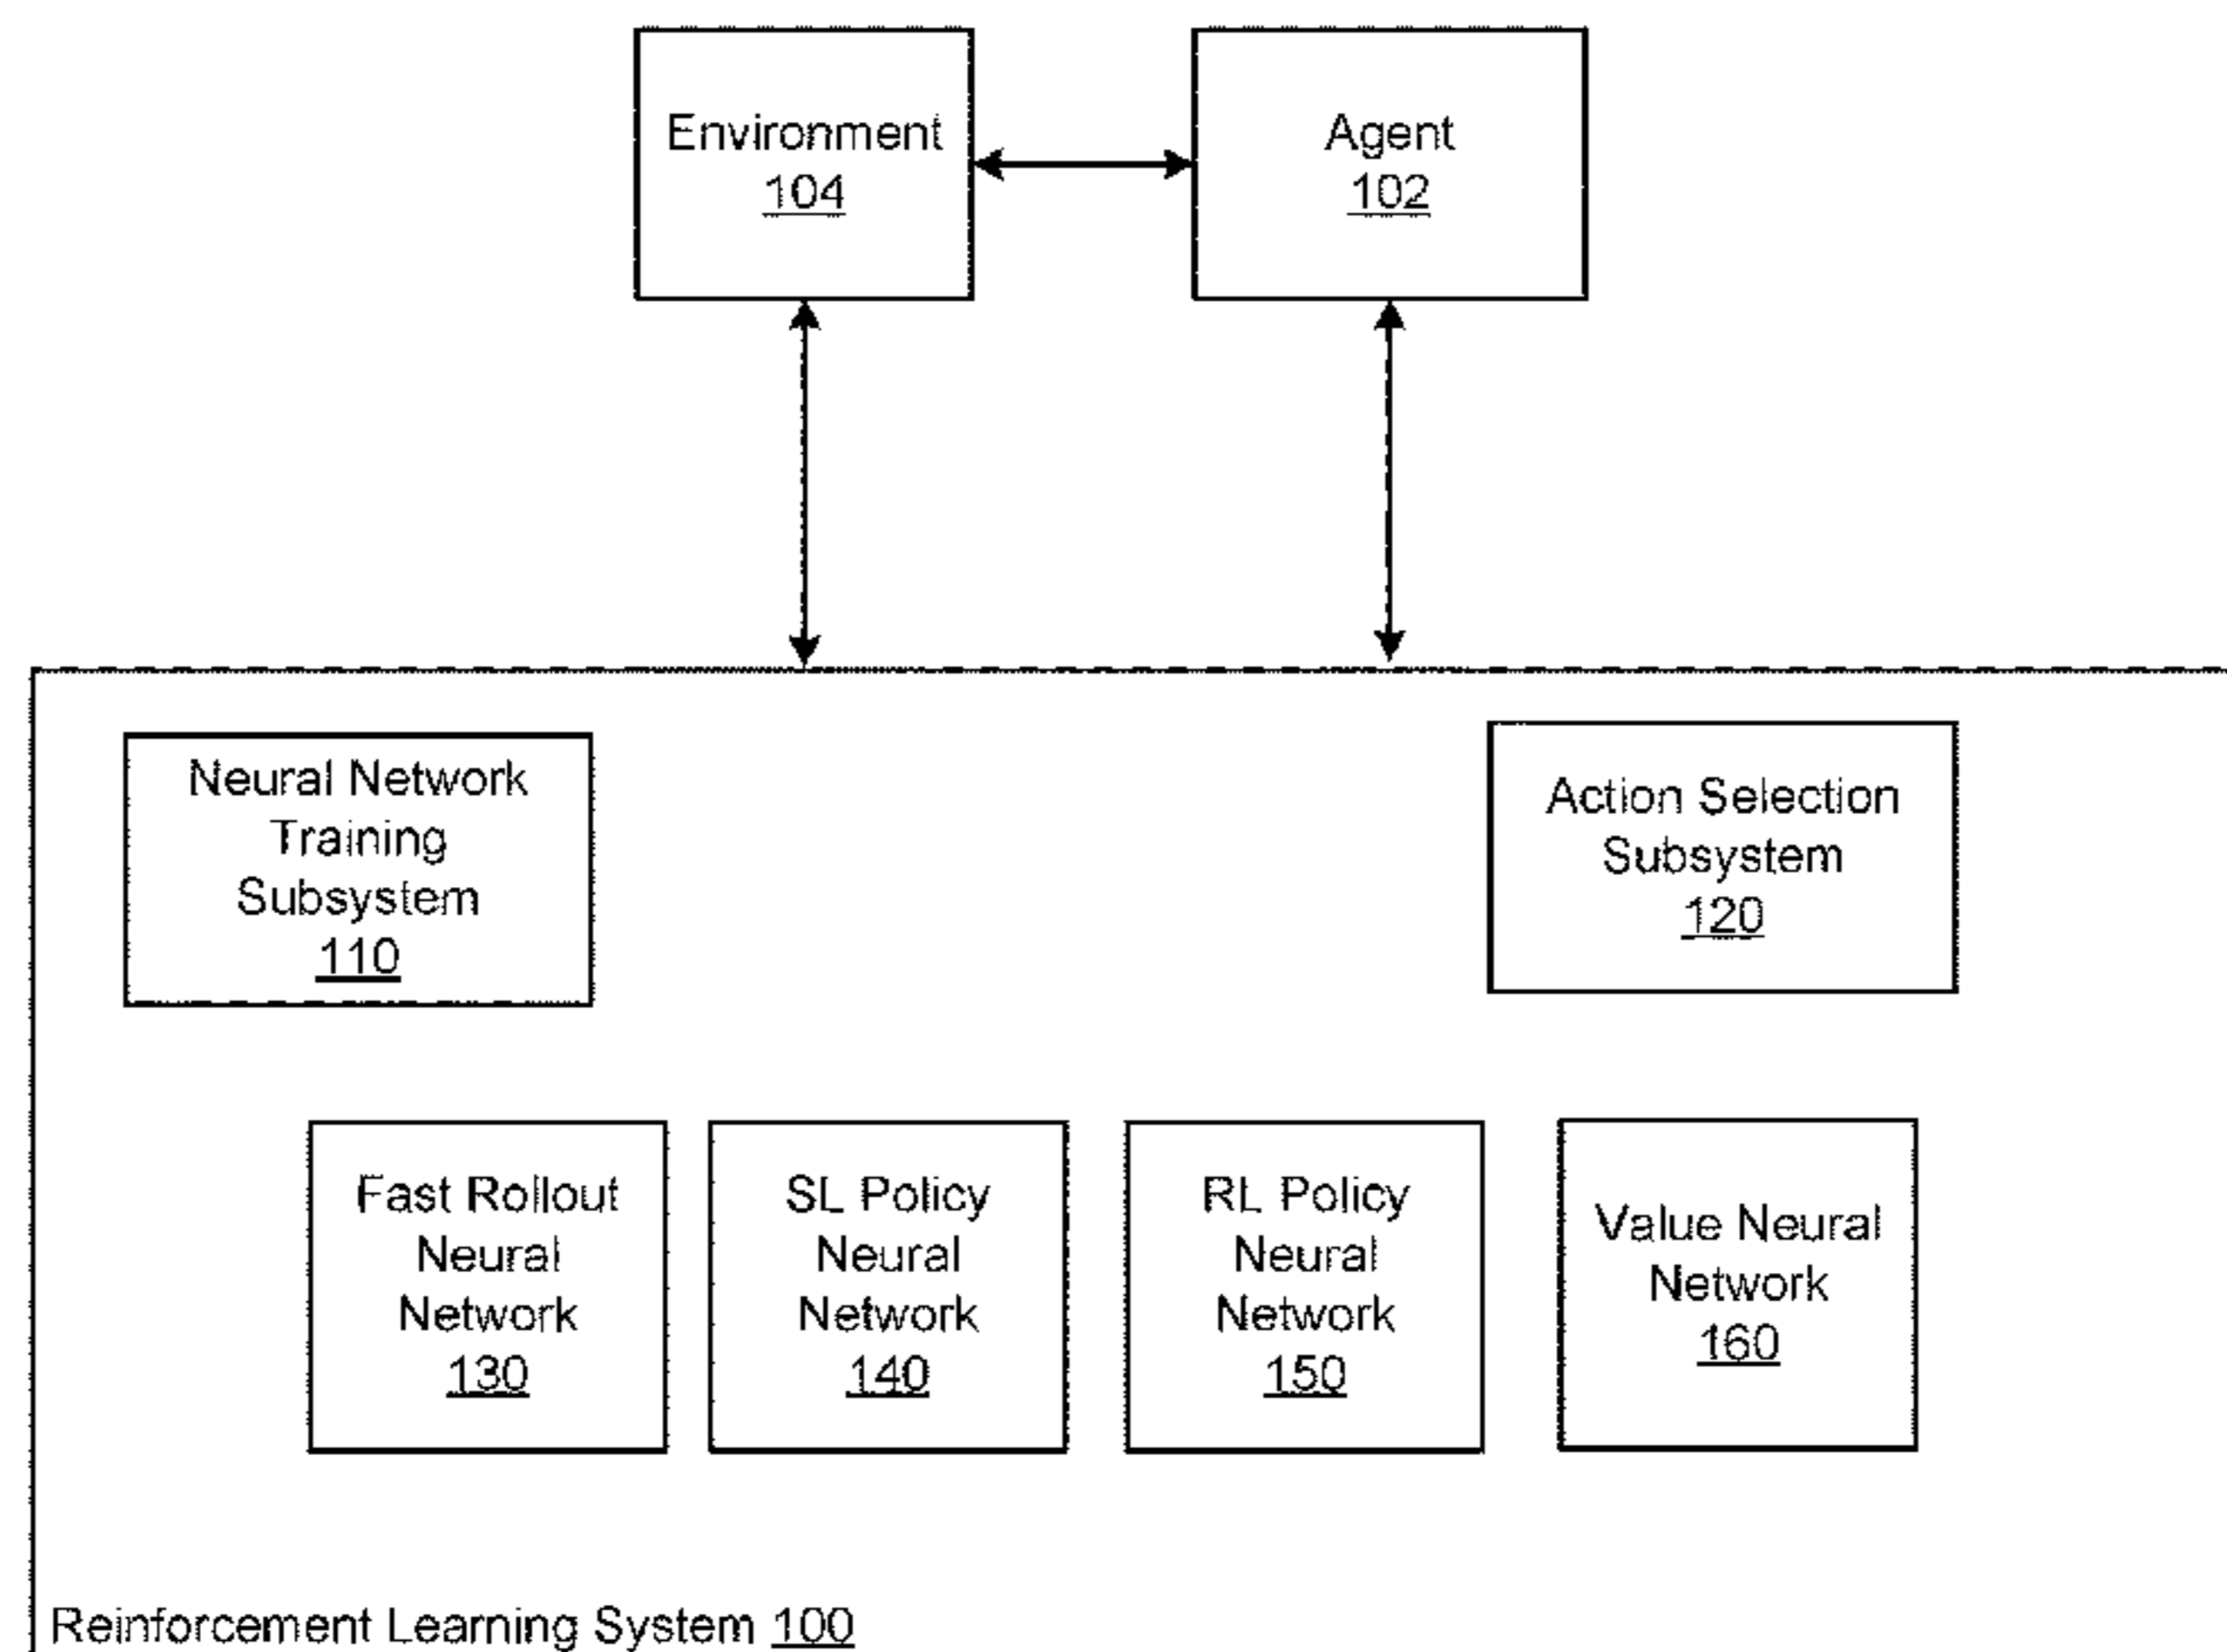 Environment
104
Agent
102
Neural Network
Training
Subsystem
110
Action Selection
Subsystem
120
Fast Rollout
Neural
Network
130
SL Policy
Neural
Network
140
RL Policy
Neural
Network
150
Value Neural
Network
160
Reinforcement Learning System 100